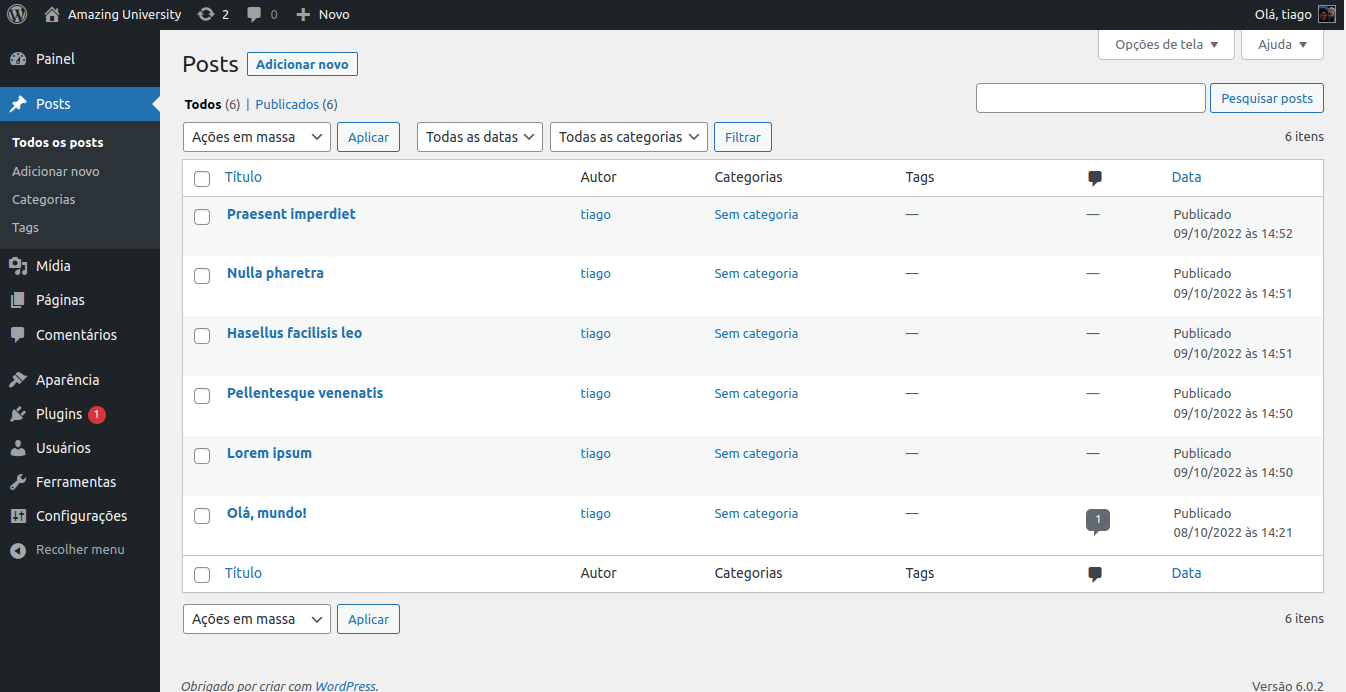 Amazing University 2 0 Novo Olá, tiago
Opções de tela Ajuda
Painel
Posts
Todos os posts
Adicionar novo
Categorias
Tags
Mídia
Páginas
Comentários
Aparência
Plugins 1
Usuários
Ferramentas
Configurações
Recolher menu
Posts Adicionar novo
Todos (6) | Publicados (6)
Pesquisar posts
Ações em massa Aplicar Todas as datas Todas as categorias Filtrar 6 itens
Título Autor Categorias Tags Data
Praesent imperdiet tiago Sem categoria — — Publicado
09/10/2022 às 14:52
Nulla pharetra tiago Sem categoria — — Publicado
09/10/2022 às 14:51
Hasellus facilisis leo tiago Sem categoria — — Publicado
09/10/2022 às 14:51
Pellentesque venenatis tiago Sem categoria — — Publicado
09/10/2022 às 14:50
Lorem ipsum tiago Sem categoria — — Publicado
09/10/2022 às 14:50
Olá, mundo! tiago Sem categoria — 1 Publicado
08/10/2022 às 14:21
Título Autor Categorias Tags Data
Ações em massa Aplicar 6 itens
Obrigado por criar com WordPress. Versão 6.0.2